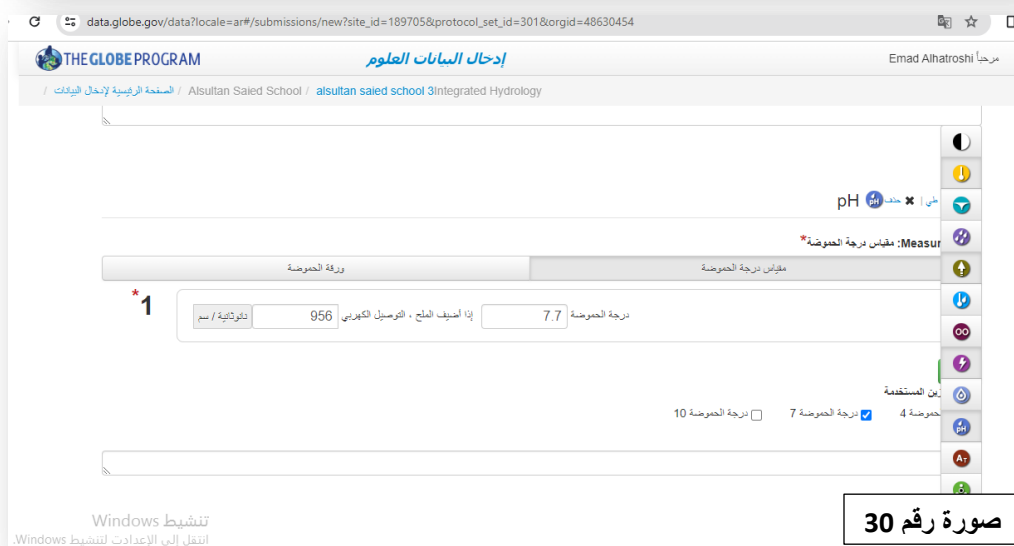 data.globe.gov/data?locale=ar#/submissions/new?site_id=189705&protocol_set_id=301&orgid=48630454
THE GLOBE PROGRAM
إدخال البيانات العلوم
مرحباً Emad Alhatroshi
الصفحة الرئيسية لإدخال البيانات / Alsultan Saied School / alsultan saied school 3Integrated Hydrology
pH حذف | طي
Measur: مقياس درجة الحموضة*
مقياس درجة الحموضة
ورقة الحموضة
*1
درجة الحموضة 7.7 إذا أضيف الملح ، التوصيل الكهربي 956
زين المستخدمة
حموضة 4 درجة الحموضة 7 درجة الحموضة 10
pH
تنشيط Windows
انتقل إلى الإعدادات لتنشيط Windows.
صورة رقم 30